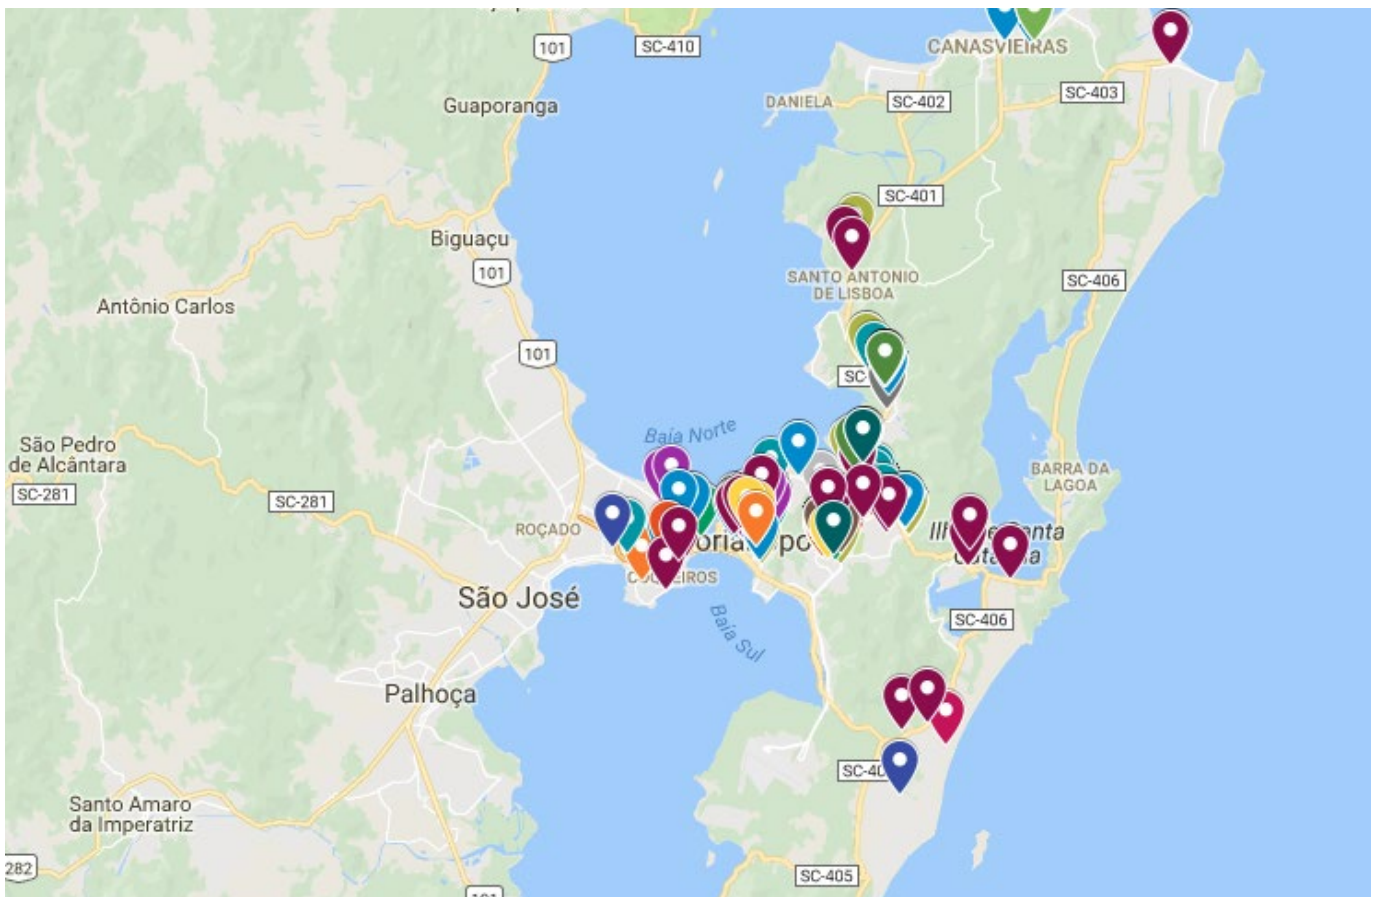 101
SC-410
CANASVIEIRAS
Guaporanga
DANIELA
SC-402
SC-403
SC-401
Biguaçu
101
SANTO ANTONIO
DE LISBOA
SC-406
Antônio Carlos
101
SC
Baía Norte
São Pedro
de Alcântara
SC-281
SC-281
BARRA DA
LAGOA
ROÇADO
São José
SC-406
Baía Sul
Palhoça
SC-40
Santo Amaro
da Imperatriz
282
SC-405
101